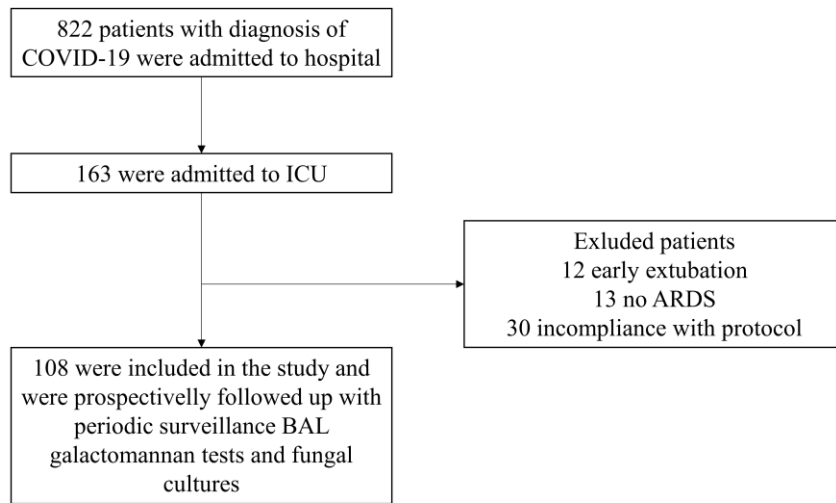 822 patients with diagnosis of
COVID-19 were admitted to hospital
163 were admitted to ICU
Exluded patients
12 early extubation
13 no ARDS
30 incompliance with protocol
108 were included in the study and
were prospectivelly followed up with
periodic surveillance BAL
galactomannan tests and fungal
cultures